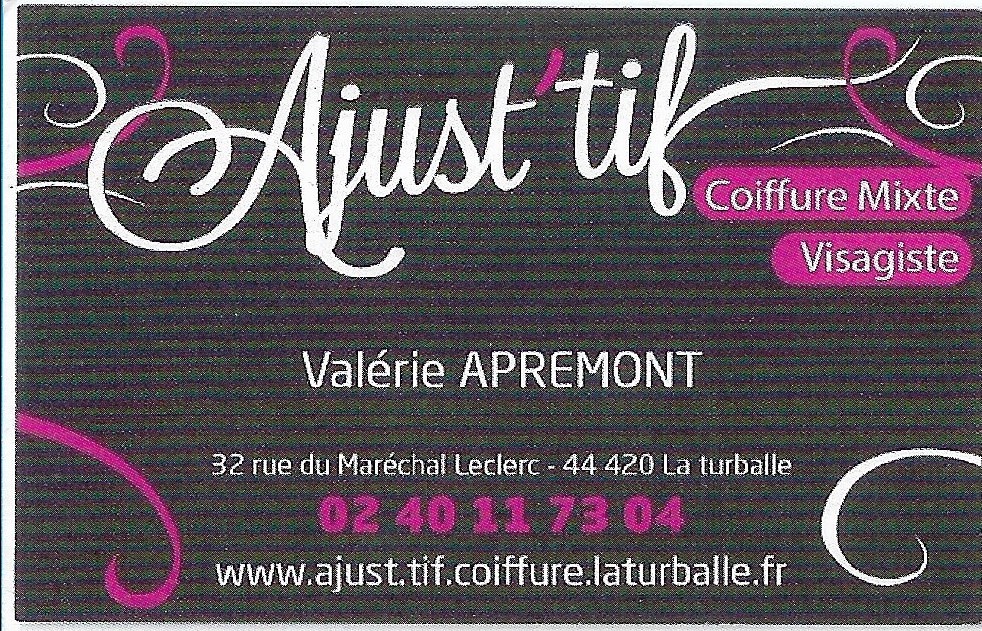 Ajust'tif
Coiffure Mixte
Visagiste
Valérie APREMONT
32 rue du Maréchal Leclerc - 44 420 La turballe
02 40 11 73 04
www.ajust.tif.coiffure.laturballe.fr